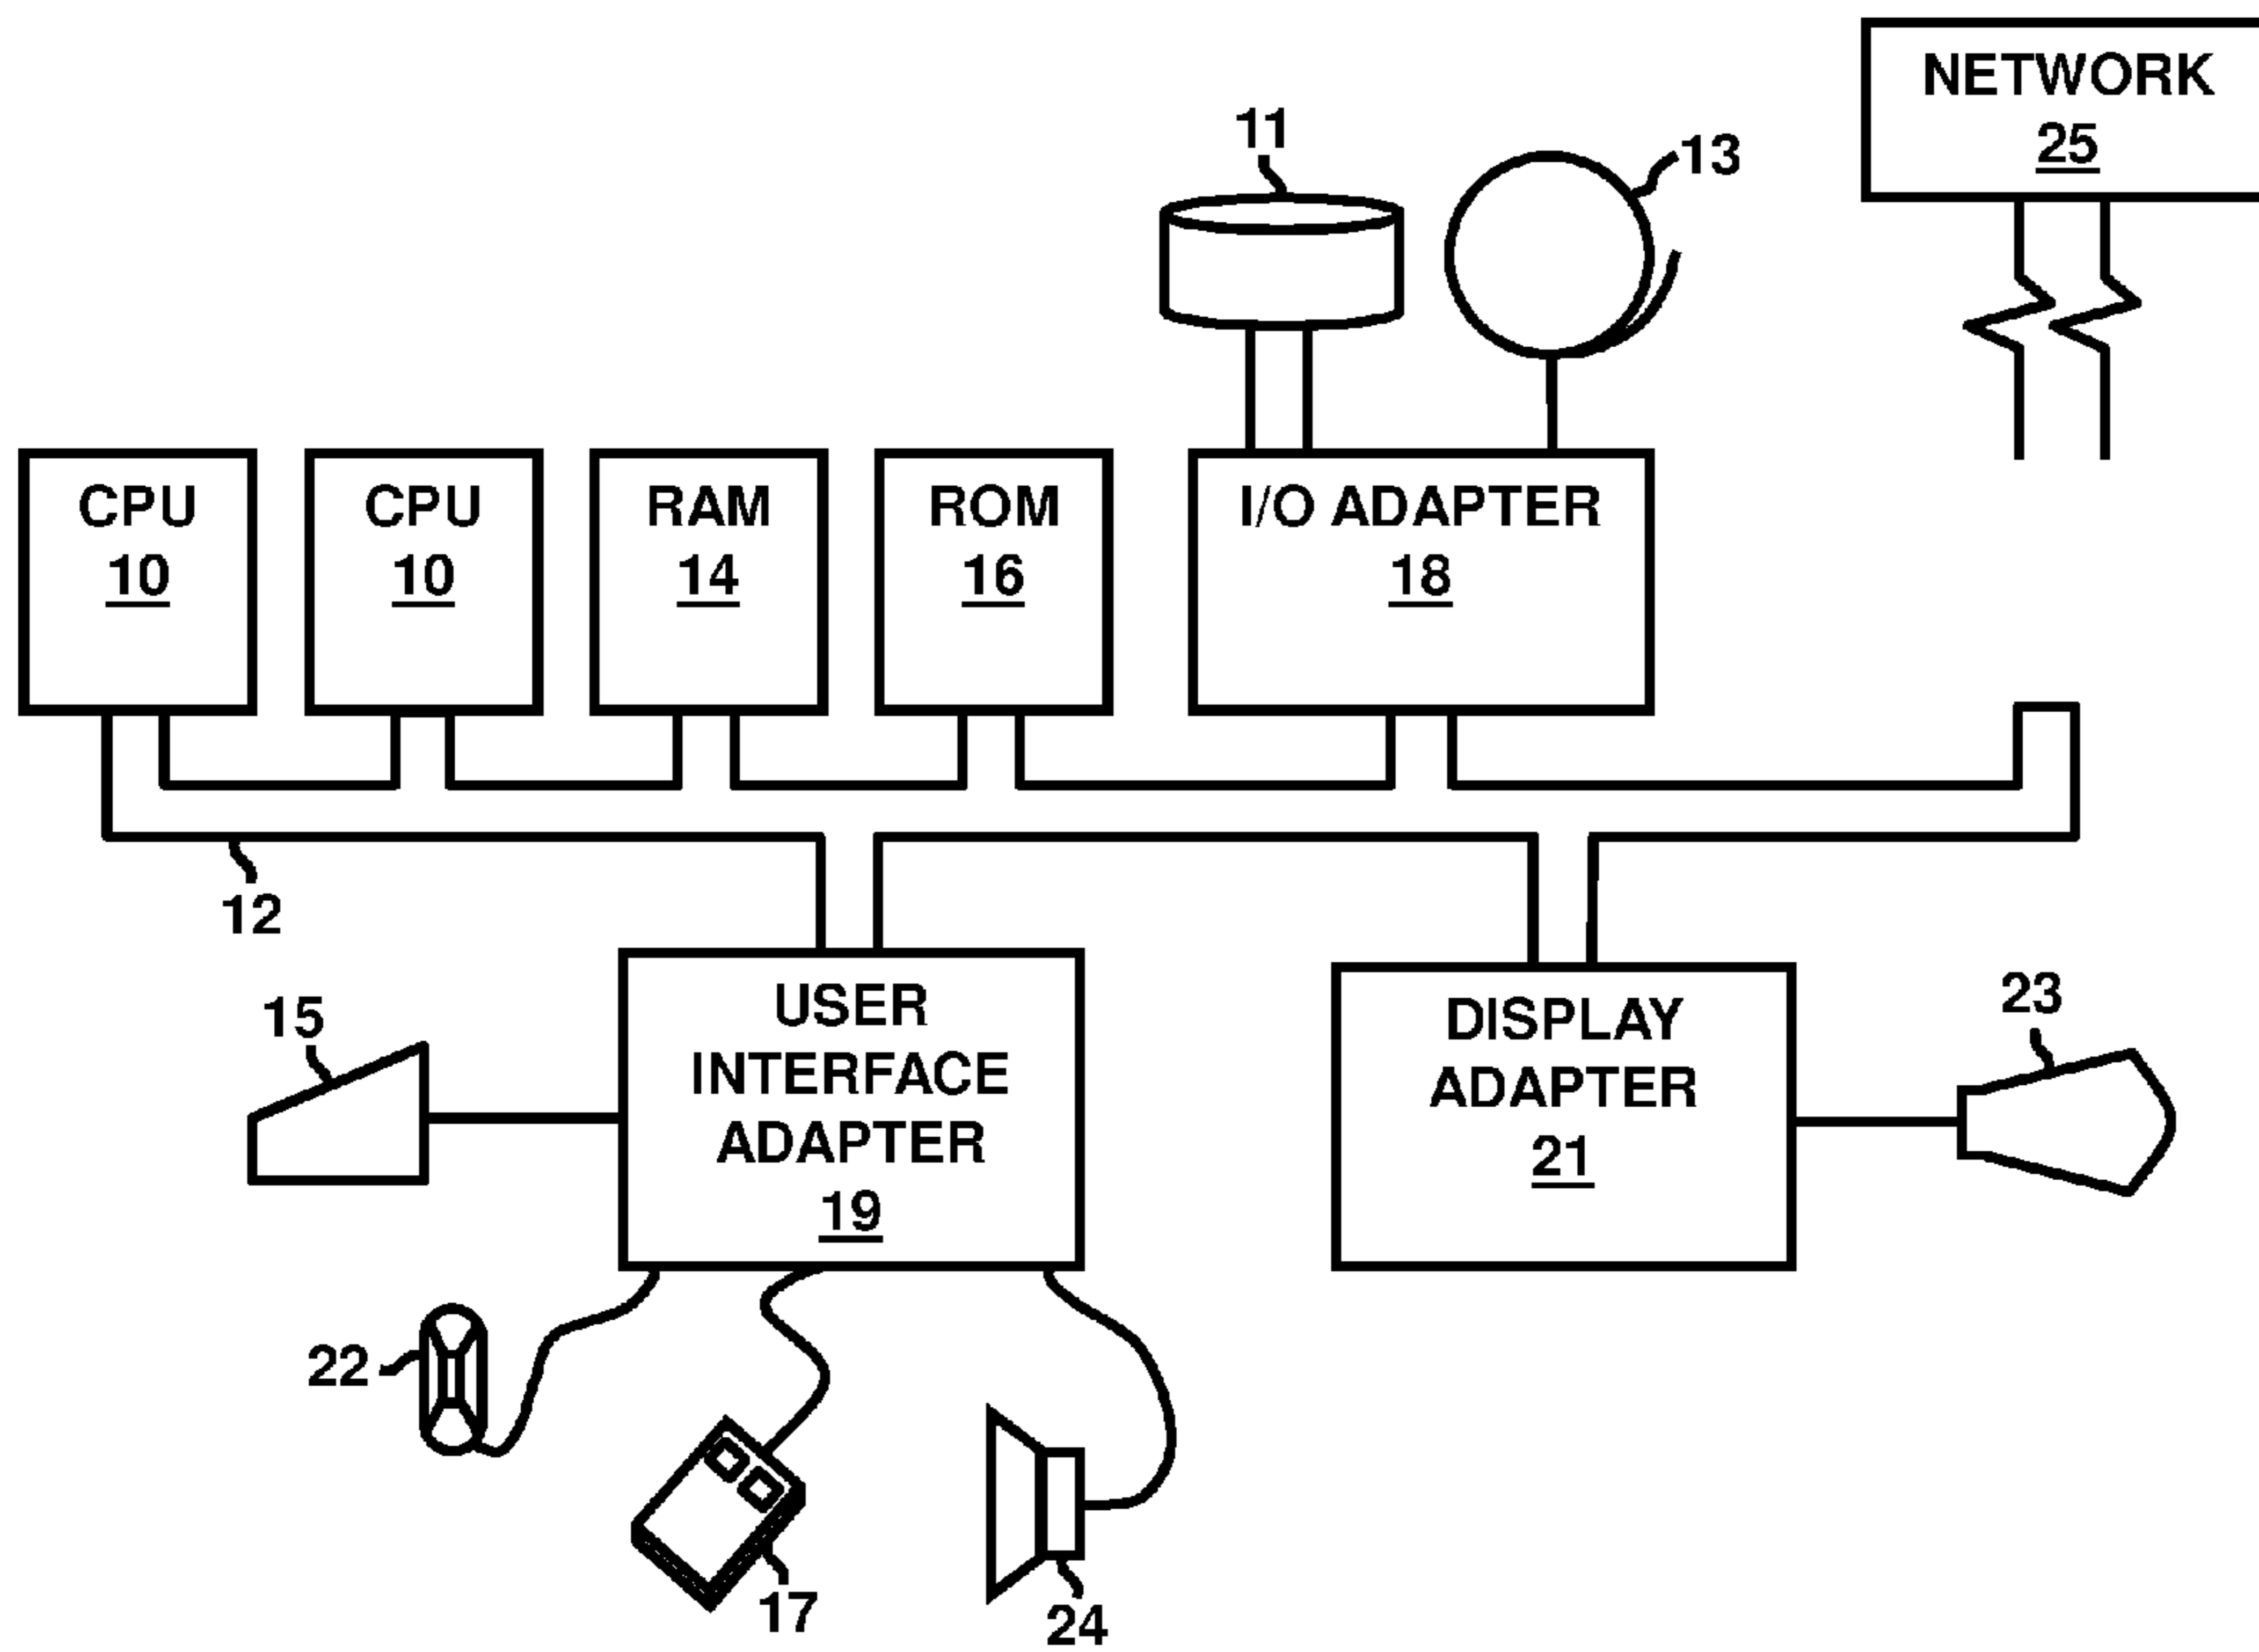 NETWORK
25
11
13
CPU
10
CPU
10
RAM
14
ROM
16
I/O ADAPTER
18
12
USER
INTERFACE
ADAPTER
19
DISPLAY
ADAPTER
21
15
23
22
17
24